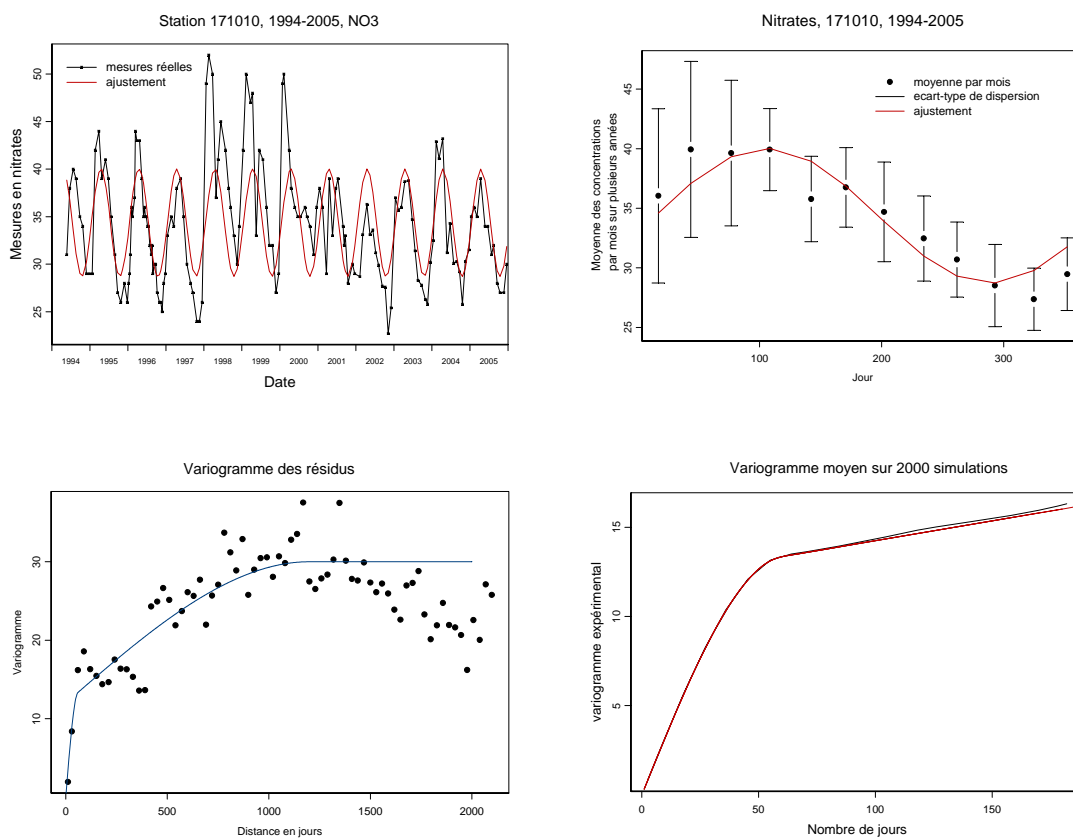 Station 171010, 1994-2005, NO3
mesures réelles
ajustement
Mesures en nitrates
50
40
30
25
1994 1995 1996 1997 1998 1999 2000 2001 2002 2003 2004 2005
Date
Nitrates, 171010, 1994-2005
moyenne par mois
ecart-type de dispersion
ajustement
Moyenne des concentrations
par mois sur plusieurs années
45
40
35
30
25
100 200 300
Jour
Variogramme des résidus
Variogramme
30
20
10
0 500 1000 1500 2000
Distance en jours
Variogramme moyen sur 2000 simulations
variogramme expérimental
15
10
5
0 50 100 150
Nombre de jours